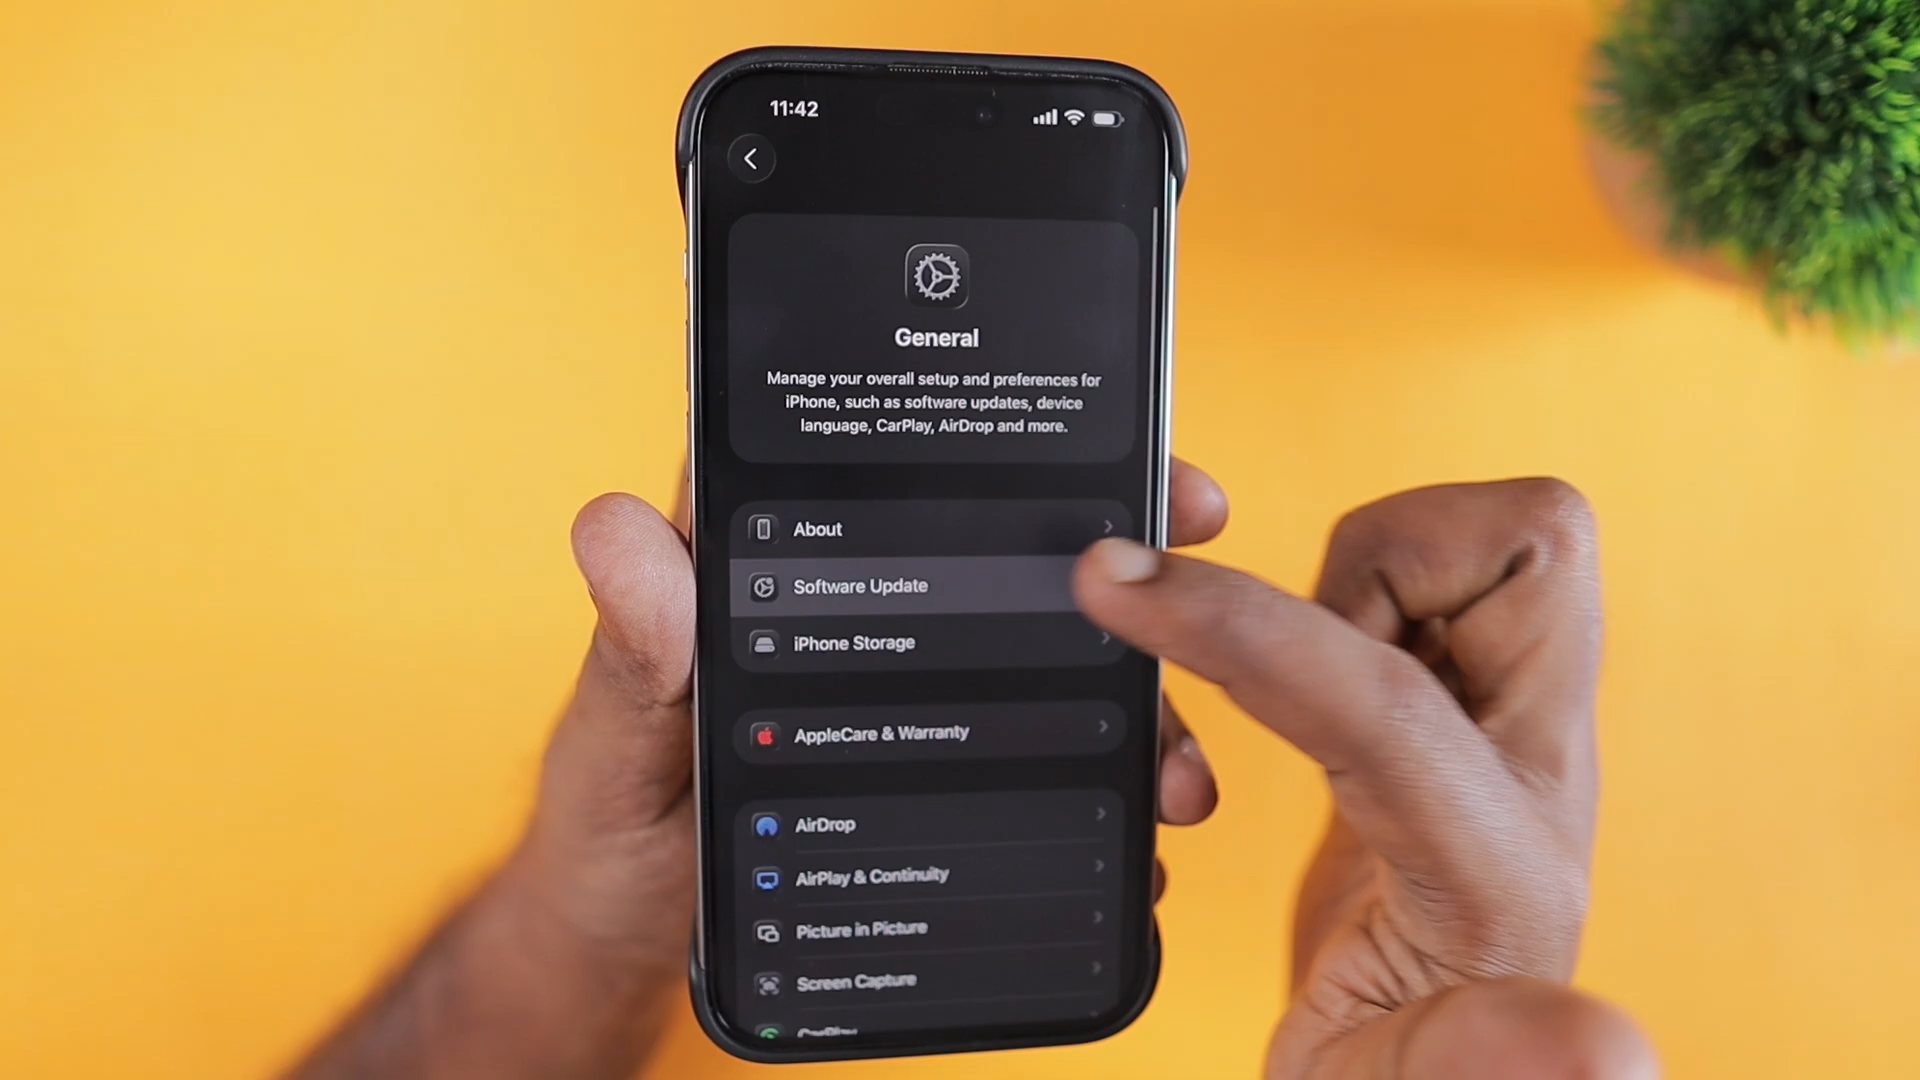 11:42
General
Manage your overall setup and preferences for
iPhone, such as software updates, device
language, CarPlay, AirDrop and more.
About
Software Update
iPhone Storage
AppleCare & Warranty
AirDrop
AirPlay & Continuity
Picture in Picture
Screen Capture
CarPlay